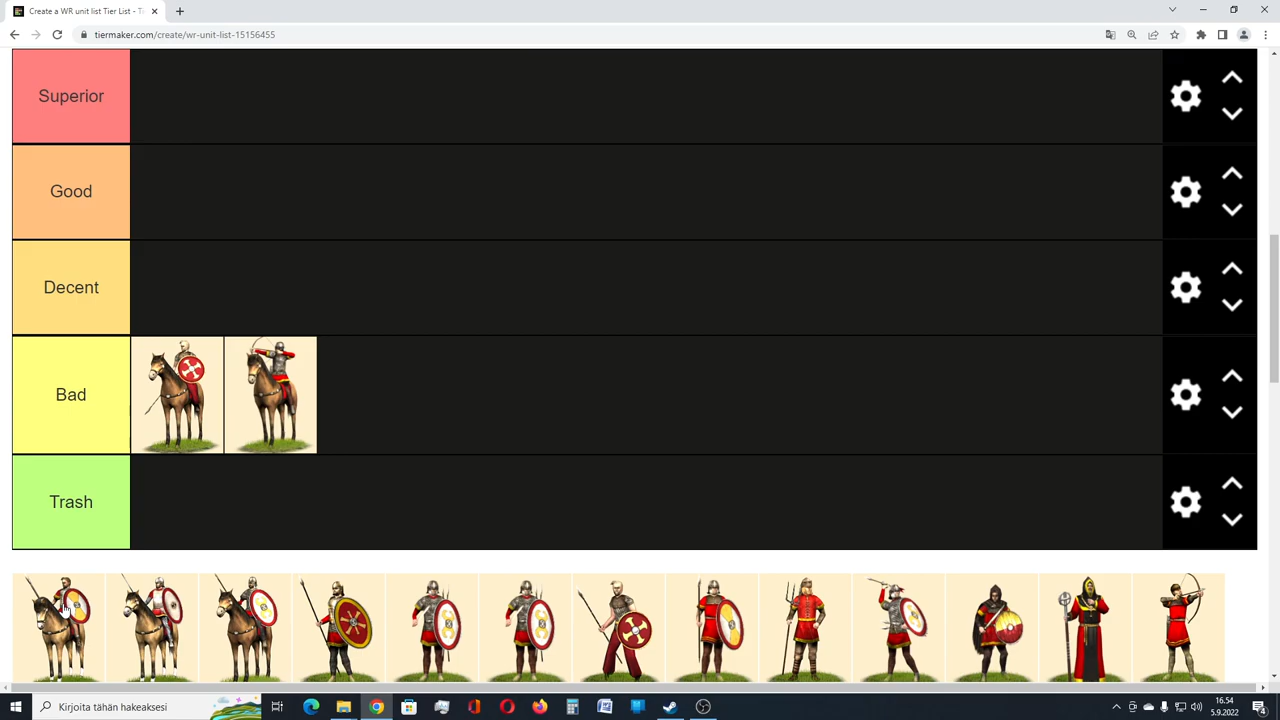 Create a WR unit list Tier List - Ti
tiermaker.com/create/wr-unit-list-15156455
Superior
Good
Decent
Bad
Trash
Kirjoita tähän hakeaksesi
16.54
5.9.2022
4